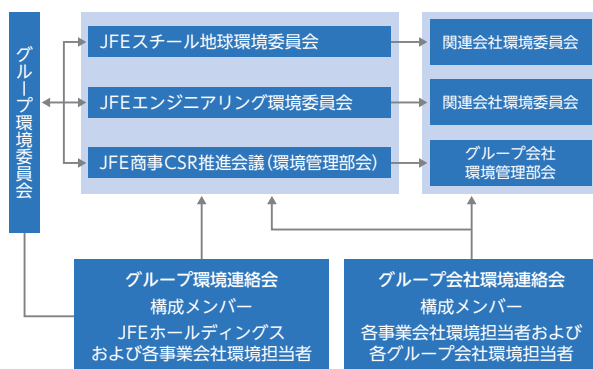 グループ環境委員会
JFEスチール地球環境委員会
関連会社環境委員会
JFEエンジニアリング環境委員会
関連会社環境委員会
JFE商事CSR推進会議（環境管理部会）
グループ会社
環境管理部会
グループ環境連絡会
構成メンバー
JFEホールディングス
および各事業会社環境担当者
グループ会社環境連絡会
構成メンバー
各事業会社環境担当者および
各グループ会社環境担当者